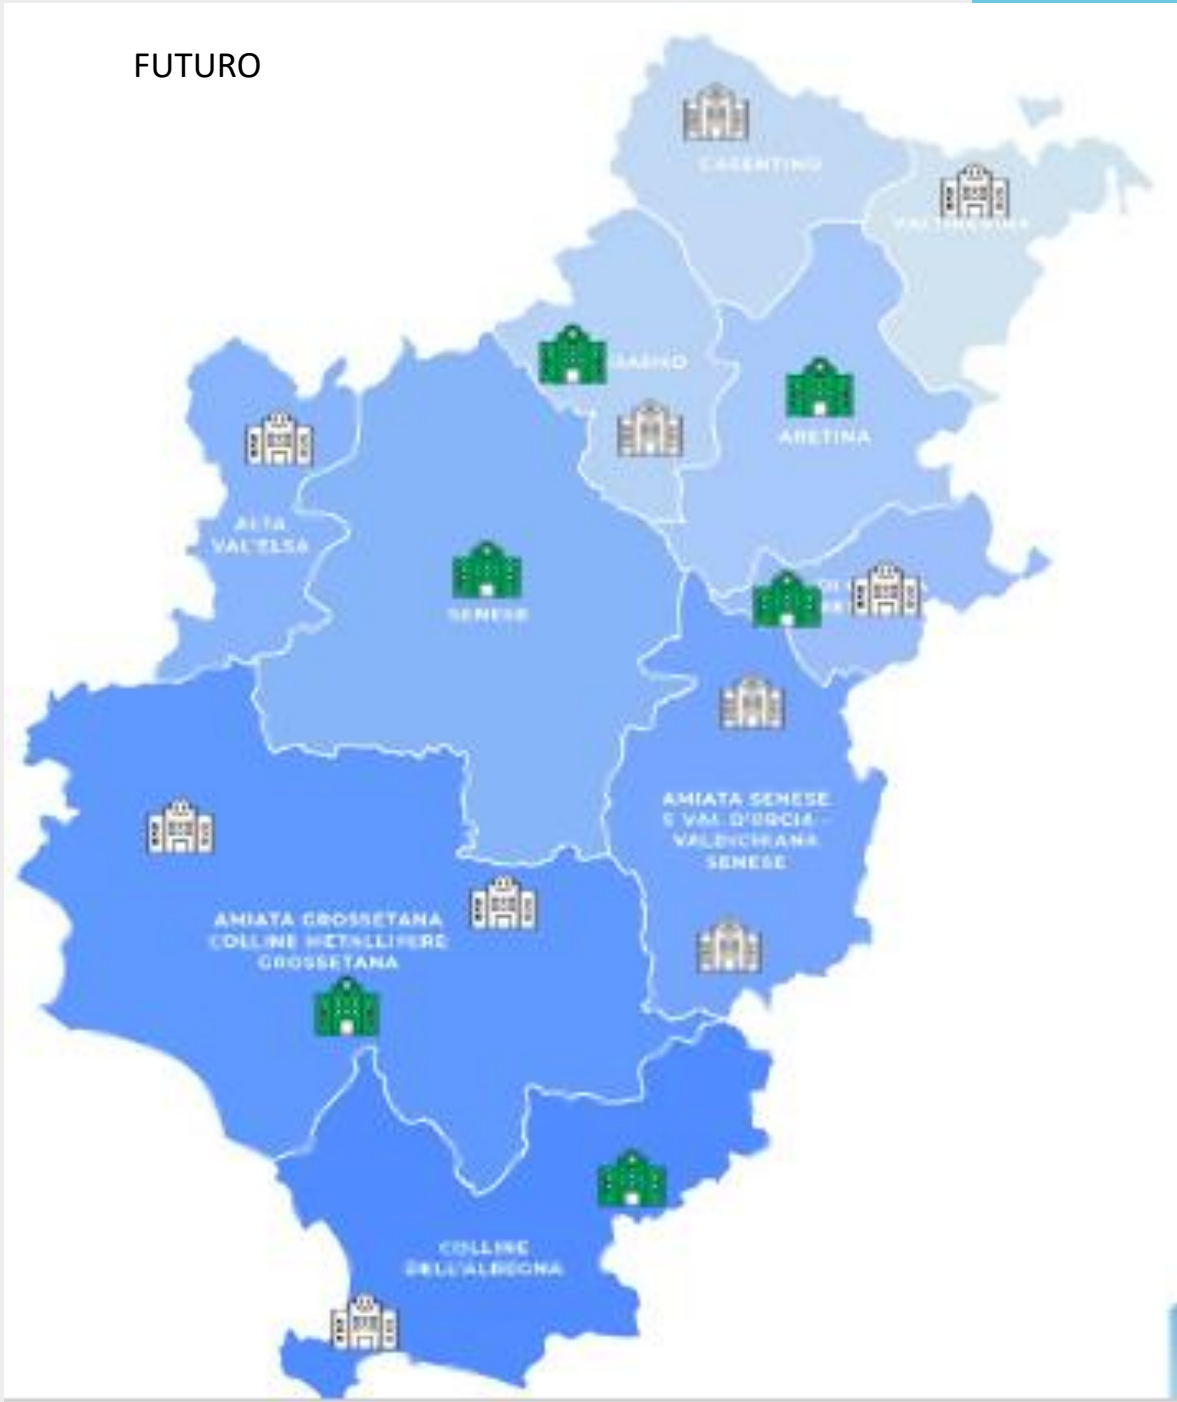 FUTURO
CASENTINO
VALTIBERINA
ARETINA
ALTA
VAL'ELSA
SENESE
AMIATA SENESE
E VAL D'ORCIA -
VALDICHIANA
SENESE
AMIATA GROSSETANA
COLLINE METALLIFERE
GROSSETANA
COLLINE
DELL'ALBEGNA